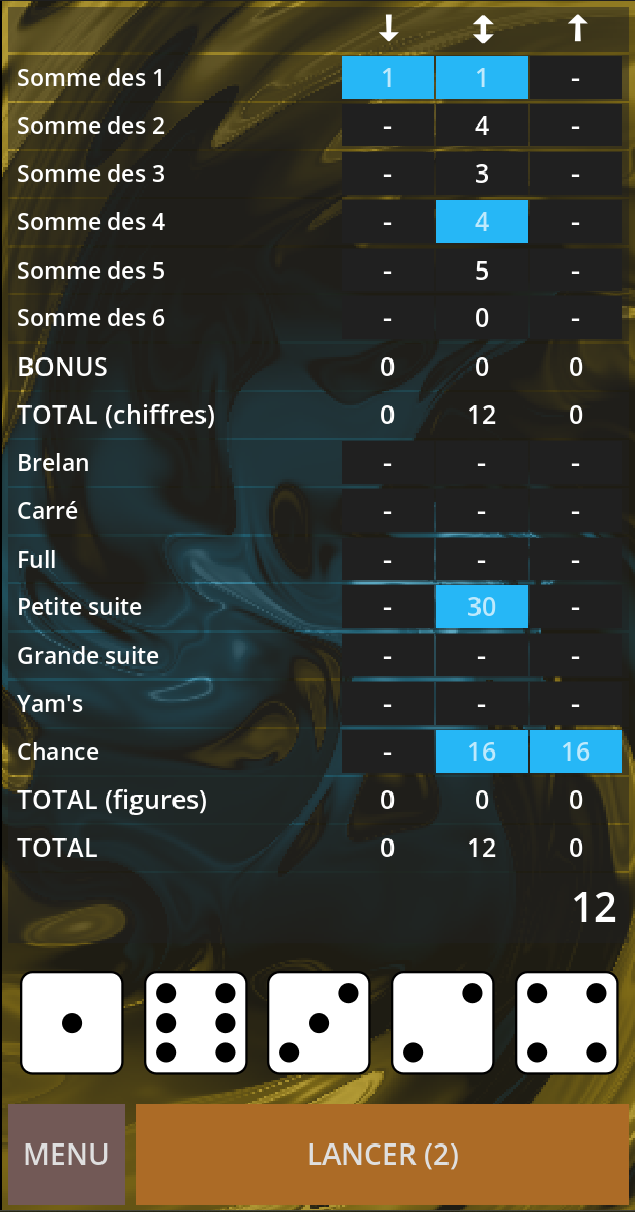 ↓ ↕ ↑
Somme des 1 1 1 -
Somme des 2 - 4 -
Somme des 3 - 3 -
Somme des 4 - 4 -
Somme des 5 - 5 -
Somme des 6 - 0 -
BONUS 0 0 0
TOTAL (chiffres) 0 12 0
Brelan - - -
Carré - - -
Full - - -
Petite suite - 30 -
Grande suite - - -
Yam's - - -
Chance - 16 16
TOTAL (figures) 0 0 0
TOTAL 0 12 0
12
MENU LANCER (2)